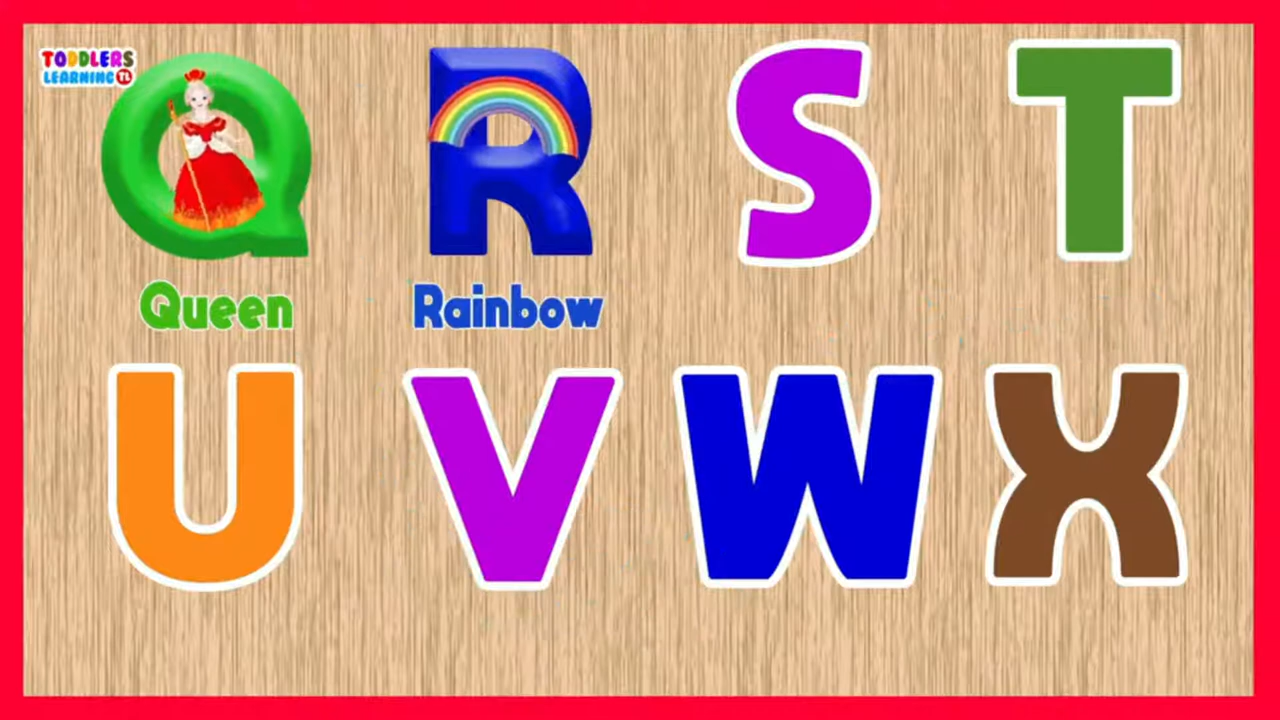 TODDLERS
LEARNING TL
Q R S T
Queen Rainbow
U V W X